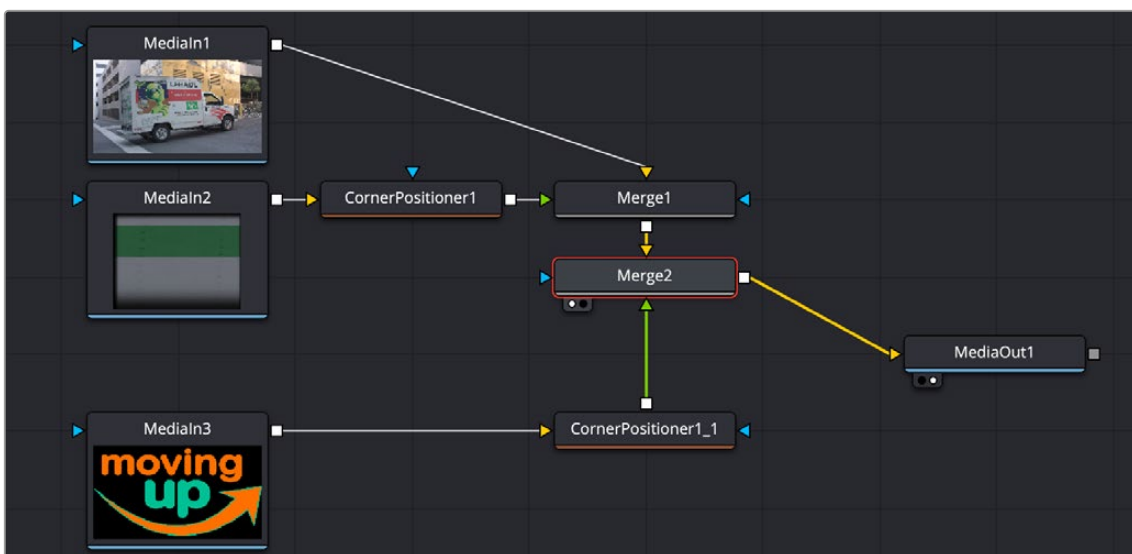 MediaIn1
MediaIn2
CornerPositioner1
Merge1
Merge2
MediaOut1
MediaIn3
CornerPositioner1_1
moving
up